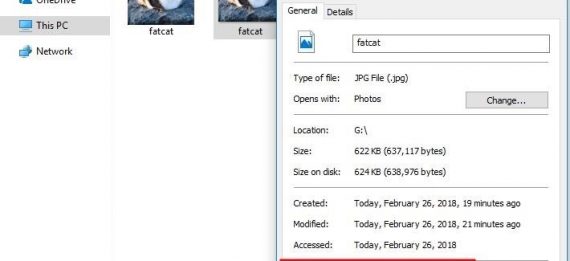 OneDrive
This PC
Network
fatcat
fatcat
General Details
fatcat
Type of file: JPG File (.jpg)
Opens with: Photos Change...
Location: G:\
Size: 622 KB (637,117 bytes)
Size on disk: 624 KB (638,976 bytes)
Created: Today, February 26, 2018, 19 minutes ago
Modified: Today, February 26, 2018, 21 minutes ago
Accessed: Today, February 26, 2018